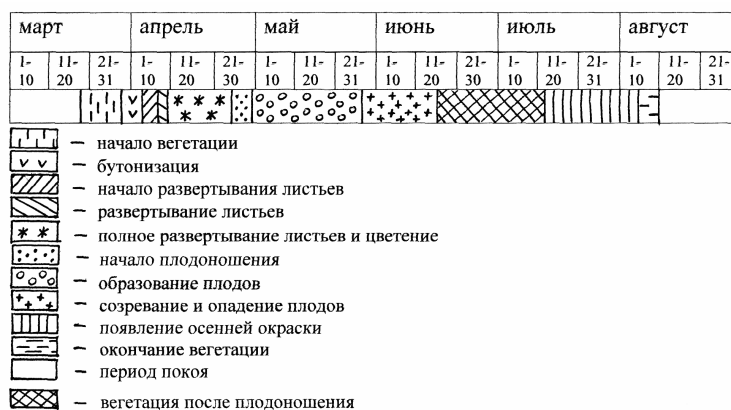 март апрель май июнь июль август
1- 11- 21- 1- 11- 21- 1- 11- 21- 1- 11- 21- 1- 11- 21- 1- 11- 21-
10 20 31 10 20 30 10 20 31 10 20 30 10 20 31 10 20 31
– начало вегетации
– бутонизация
– начало развертывания листьев
– развертывание листьев
– полное развертывание листьев и цветение
– начало плодоношения
– образование плодов
– созревание и опадение плодов
– появление осенней окраски
– окончание вегетации
– период покоя
– вегетация после плодоношения